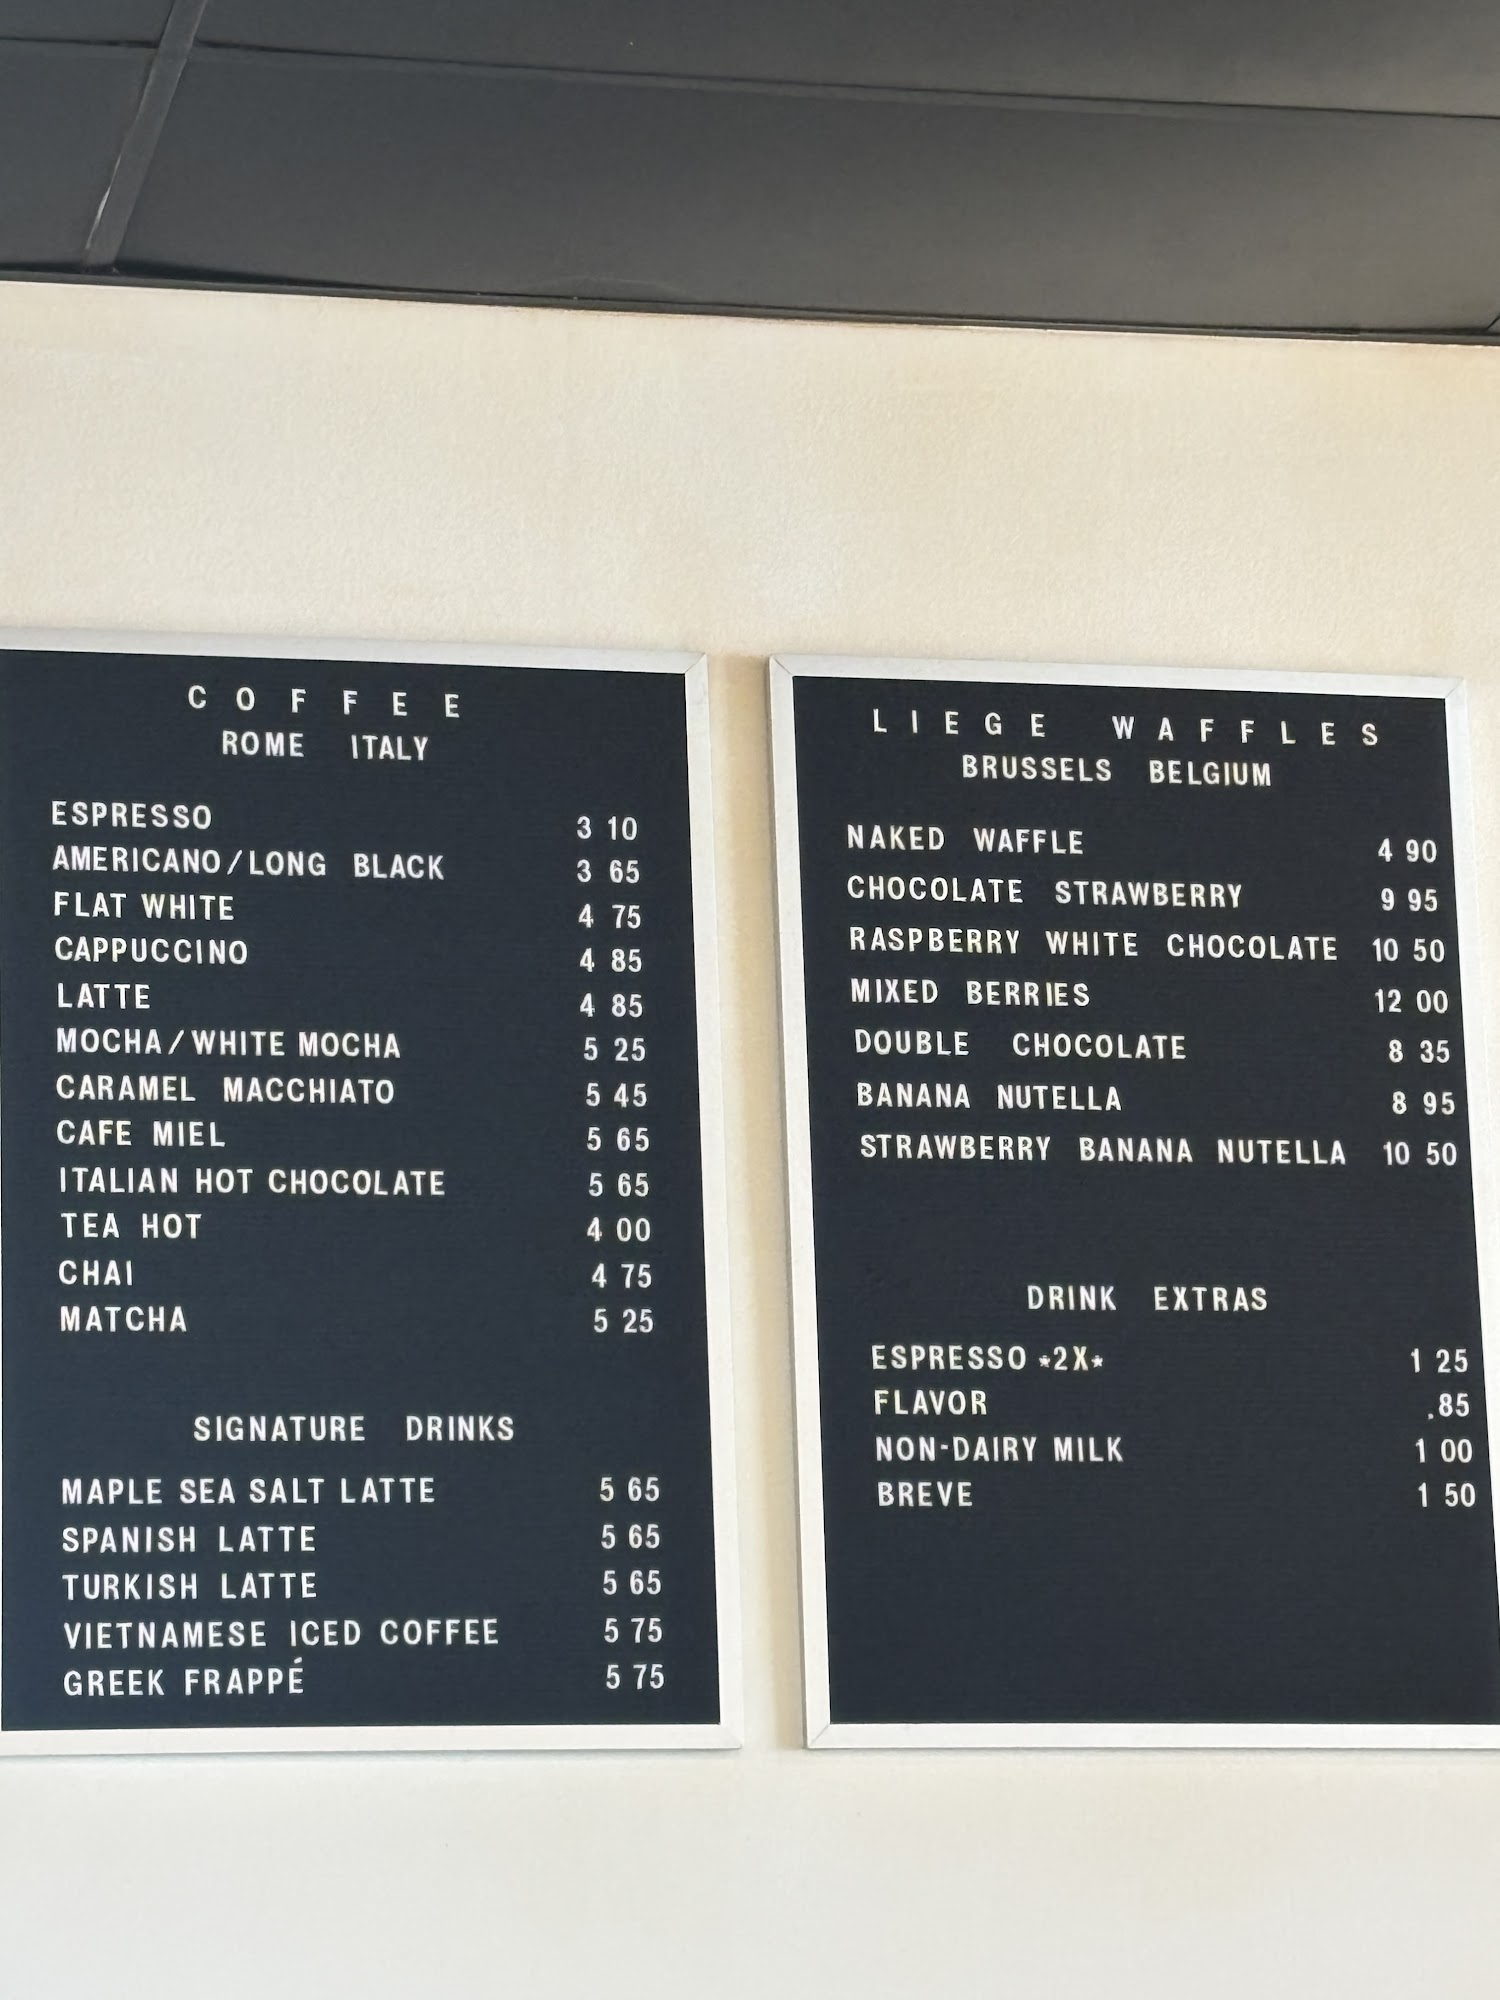 COFFEE
ROME ITALY
ESPRESSO 3 10
AMERICANO/LONG BLACK 3 65
FLAT WHITE 4 75
CAPPUCCINO 4 85
LATTE 4 85
MOCHA/WHITE MOCHA 5 25
CARAMEL MACCHIATO 5 45
CAFE MIEL 5 65
ITALIAN HOT CHOCOLATE 5 65
TEA HOT 4 00
CHAI 4 75
MATCHA 5 25
SIGNATURE DRINKS
MAPLE SEA SALT LATTE 5 65
SPANISH LATTE 5 65
TURKISH LATTE 5 65
VIETNAMESE ICED COFFEE 5 75
GREEK FRAPPÉ 5 75
LIEGE WAFFLES
BRUSSELS BELGIUM
NAKED WAFFLE 4 90
CHOCOLATE STRAWBERRY 9 95
RASPBERRY WHITE CHOCOLATE 10 50
MIXED BERRIES 12 00
DOUBLE CHOCOLATE 8 35
BANANA NUTELLA 8 95
STRAWBERRY BANANA NUTELLA 10 50
DRINK EXTRAS
ESPRESSO *2X* 1 25
FLAVOR .85
NON-DAIRY MILK 1 00
BREVE 1 50